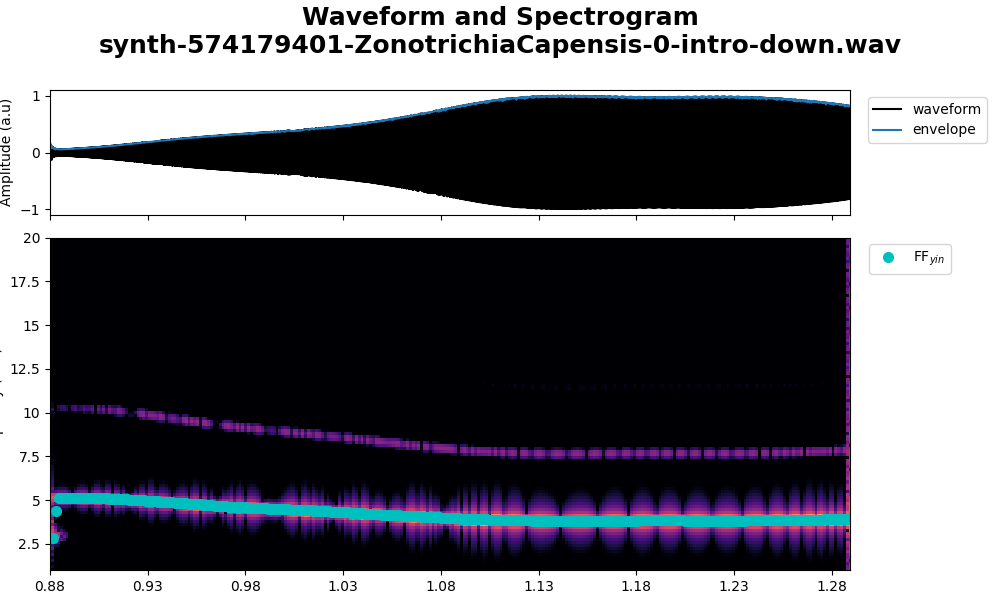 Waveform and Spectrogram
synth-574179401-ZonotrichiaCapensis-0-intro-down.wav
Amplitude (a.u)
1
0
−1
waveform
envelope
20
17.5
15
12.5
10
7.5
5
2.5
FF yin
0.88 0.93 0.98 1.03 1.08 1.13 1.18 1.23 1.28